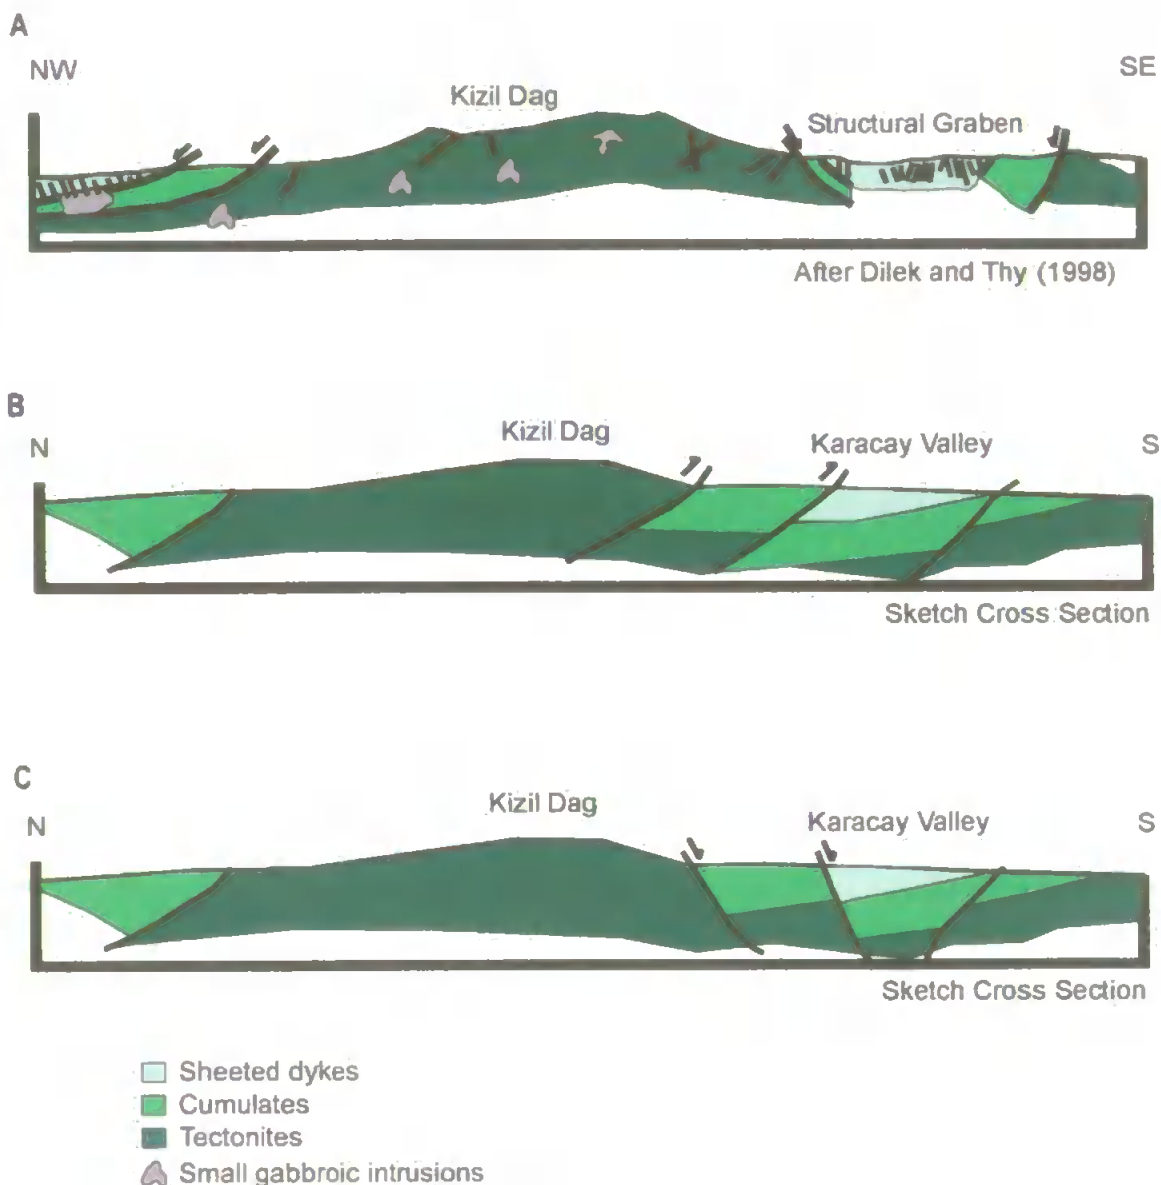 A
NW
SE
Kizil Dag
Structural Graben
After Dilek and Thy (1998)
B
N
Kizil Dag
Karacay Valley
S
Sketch Cross Section
C
N
Kizil Dag
Karacay Valley
S
Sketch Cross Section
Sheeted dykes
Cumulates
Tectonites
Small gabbroic intrusions